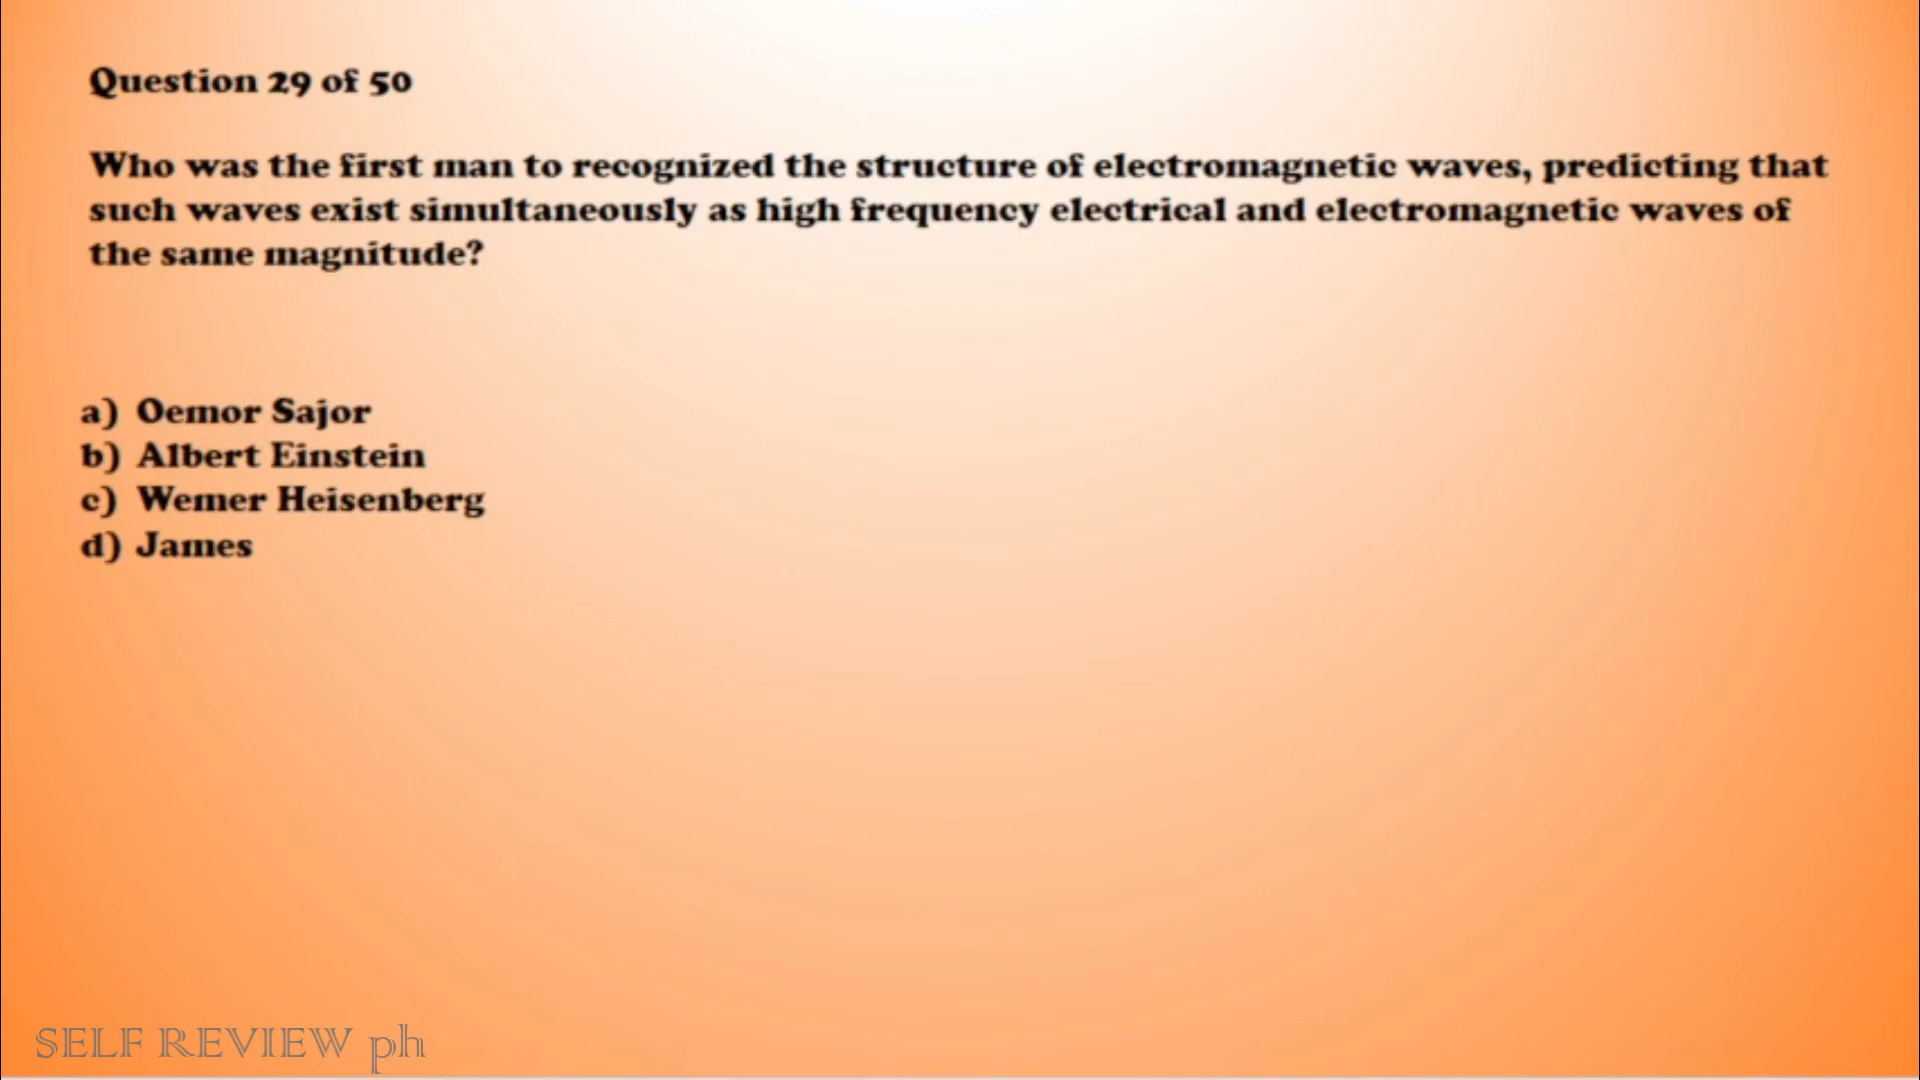 Question 29 of 50
Who was the first man to recognized the structure of electromagnetic waves, predicting that
such waves exist simultaneously as high frequency electrical and electromagnetic waves of
the same magnitude?
a) Oemor Sajor
b) Albert Einstein
c) Wemer Heisenberg
d) James
SELF REVIEW ph